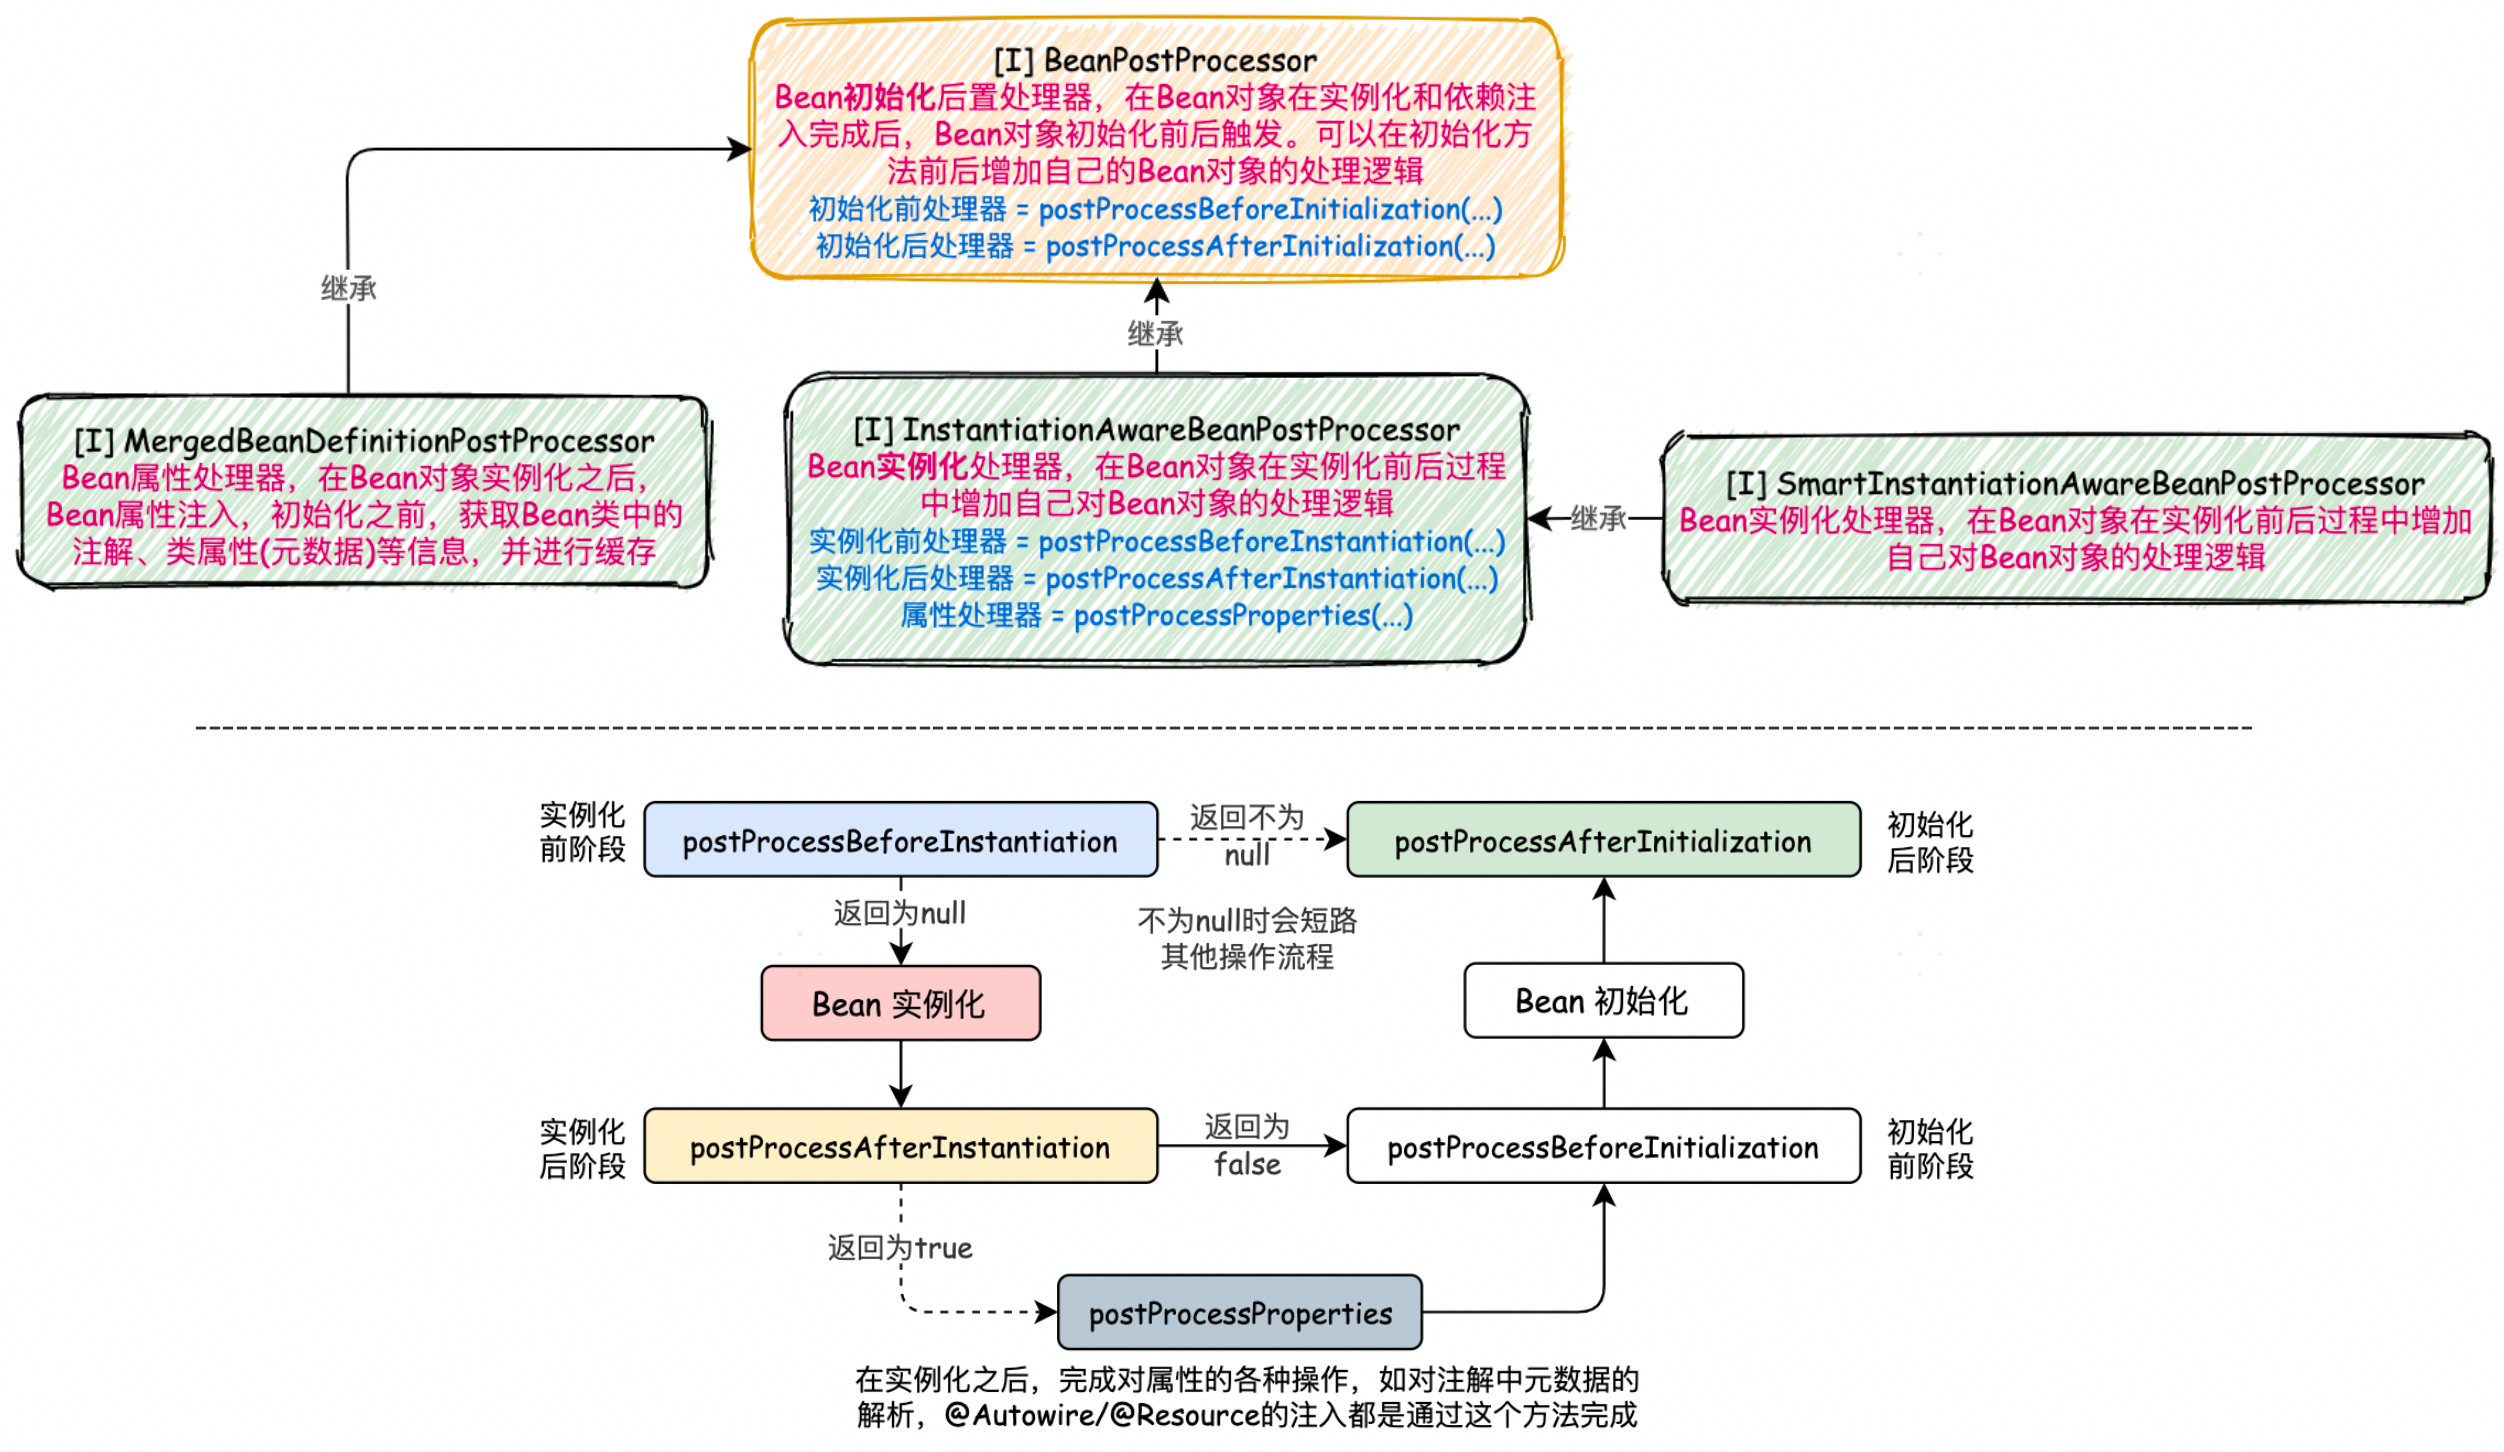 [I] BeanPostProcessor
Bean初始化后置处理器，在Bean对象在实例化和依赖注
入完成后，Bean对象初始化前后触发。可以在初始化方
法前后增加自己的Bean对象的处理逻辑
初始化前处理器 = postProcessBeforeInitialization(...)
初始化后处理器 = postProcessAfterInitialization(...)
继承
继承
[I] MergedBeanDefinitionPostProcessor
Bean属性处理器，在Bean对象实例化之后，
Bean属性注入，初始化之前，获取Bean类中的
注解、类属性(元数据)等信息，并进行缓存
[I] InstantiationAwareBeanPostProcessor
Bean实例化处理器，在Bean对象在实例化前后过程
中增加自己对Bean对象的处理逻辑
实例化前处理器 = postProcessBeforeInstantiation(...)
实例化后处理器 = postProcessAfterInstantiation(...)
属性处理器 = postProcessProperties(...)
继承
[I] SmartInstantiationAwareBeanPostProcessor
Bean实例化处理器，在Bean对象在实例化前后过程中增加
自己对Bean对象的处理逻辑
实例化
前阶段
postProcessBeforeInstantiation
返回不为
null
postProcessAfterInitialization
初始化
后阶段
返回为null
不为null时会短路
其他操作流程
Bean 实例化
Bean 初始化
实例化
后阶段
postProcessAfterInstantiation
返回为
false
postProcessBeforeInitialization
初始化
前阶段
返回为true
postProcessProperties
在实例化之后，完成对属性的各种操作，如对注解中元数据的
解析，@Autowire/@Resource的注入都是通过这个方法完成